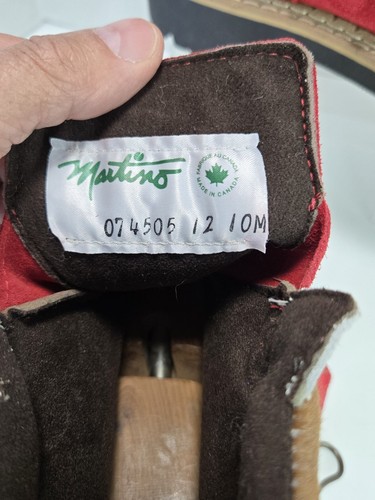 Martino
FABRIQUÉ AU CANADA
MADE IN CANADA
074505 12 10M